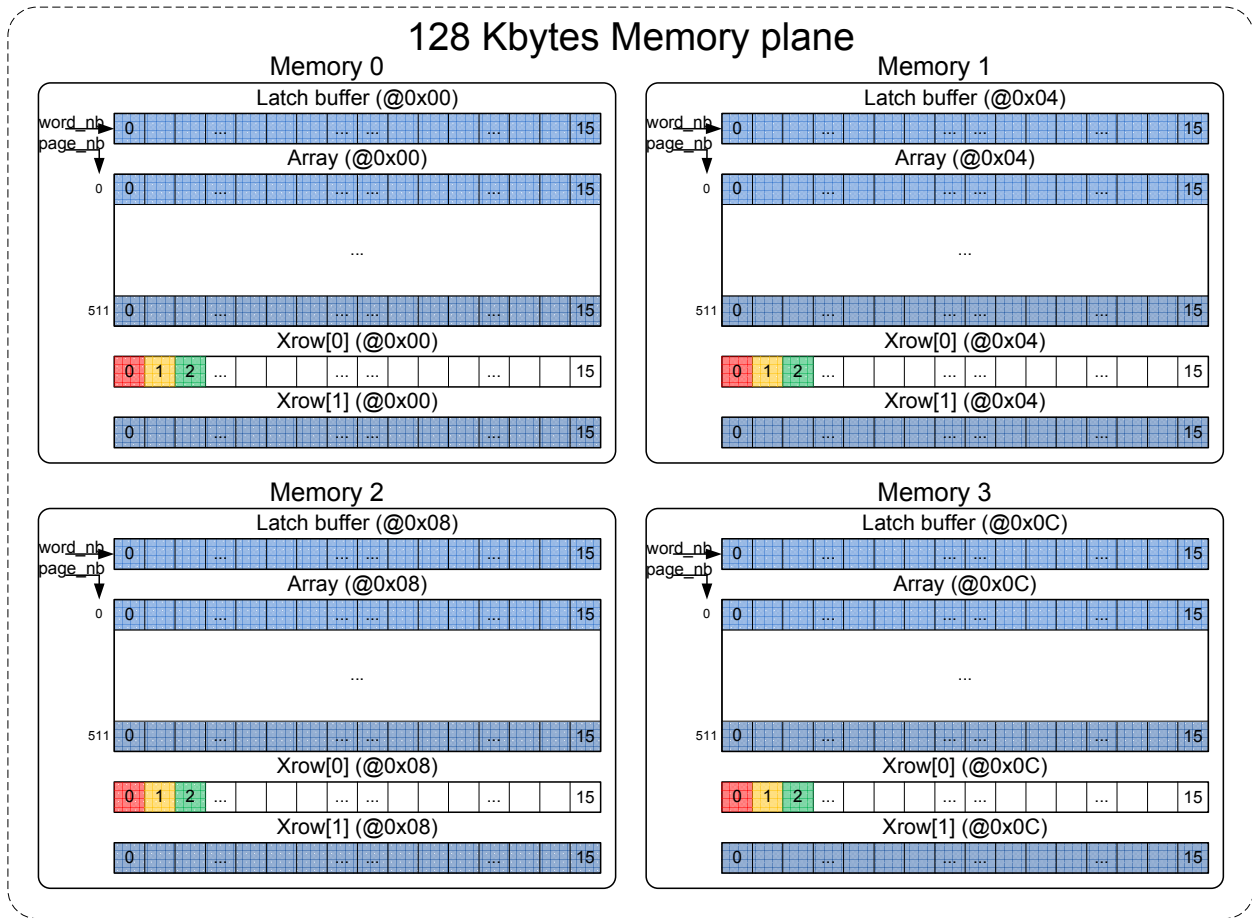 128 Kbytes Memory plane
Memory 0
Latch buffer (@0x00)
word_nb 0 ... ... ... ... 15
page_nb
Array (@0x00)
0 0 ... ... ... ... 15
...
511 0 ... ... ... ... 15
Xrow[0] (@0x00)
0 1 2 ... ... ... ... 15
Xrow[1] (@0x00)
0 ... ... ... ... 15
Memory 1
Latch buffer (@0x04)
word_nb 0 ... ... ... ... 15
page_nb
Array (@0x04)
0 0 ... ... ... ... 15
...
511 0 ... ... ... ... 15
Xrow[0] (@0x04)
0 1 2 ... ... ... ... 15
Xrow[1] (@0x04)
0 ... ... ... ... 15
Memory 2
Latch buffer (@0x08)
word_nb 0 ... ... ... ... 15
page_nb
Array (@0x08)
0 0 ... ... ... ... 15
...
511 0 ... ... ... ... 15
Xrow[0] (@0x08)
0 1 2 ... ... ... ... 15
Xrow[1] (@0x08)
0 ... ... ... ... 15
Memory 3
Latch buffer (@0x0C)
word_nb 0 ... ... ... ... 15
page_nb
Array (@0x0C)
0 0 ... ... ... ... 15
...
511 0 ... ... ... ... 15
Xrow[0] (@0x0C)
0 1 2 ... ... ... ... 15
Xrow[1] (@0x0C)
0 ... ... ... ... 15